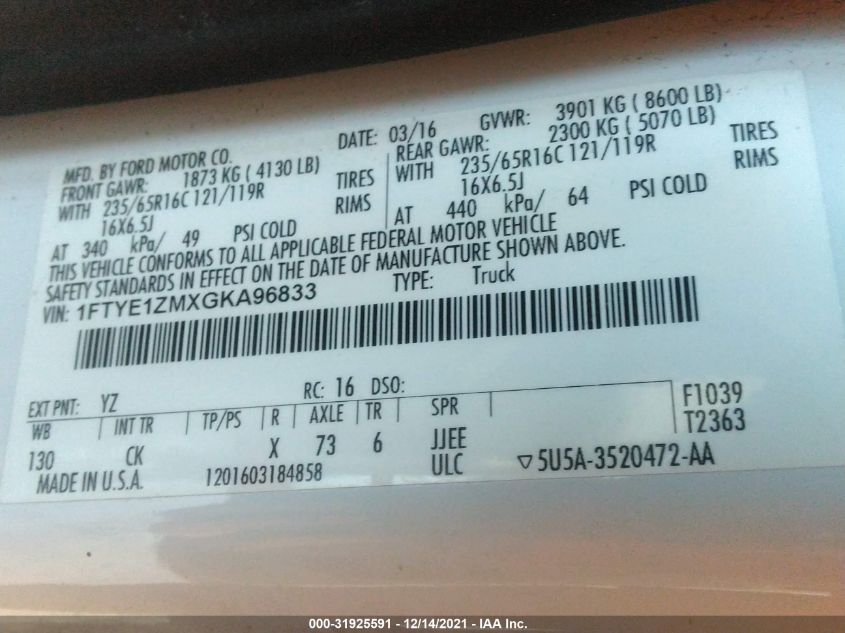 MFD. BY FORD MOTOR CO. DATE: 03/16 GVWR: 3901 KG ( 8600 LB)
FRONT GAWR: 1873 KG ( 4130 LB) REAR GAWR: 2300 KG ( 5070 LB)
WITH 235/65R16C 121/119R TIRES WITH 235/65R16C 121/119R TIRES
16X6.5J RIMS 16X6.5J RIMS
AT 340 kPa/ 49 PSI COLD AT 440 kPa/ 64 PSI COLD
THIS VEHICLE CONFORMS TO ALL APPLICABLE FEDERAL MOTOR VEHICLE
SAFETY STANDARDS IN EFFECT ON THE DATE OF MANUFACTURE SHOWN ABOVE.
VIN: 1FTYE1ZMXGKA96833 TYPE: Truck
EXT PNT: YZ RC: 16 DSO:
WB INT TR TP/PS R AXLE TR SPR F1039
130 CK X 73 6 JJEE T2363
MADE IN U.S.A. 1201603184858 ULC ▽5U5A-3520472-AA
000-31925591 - 12/14/2021 - IAA Inc.